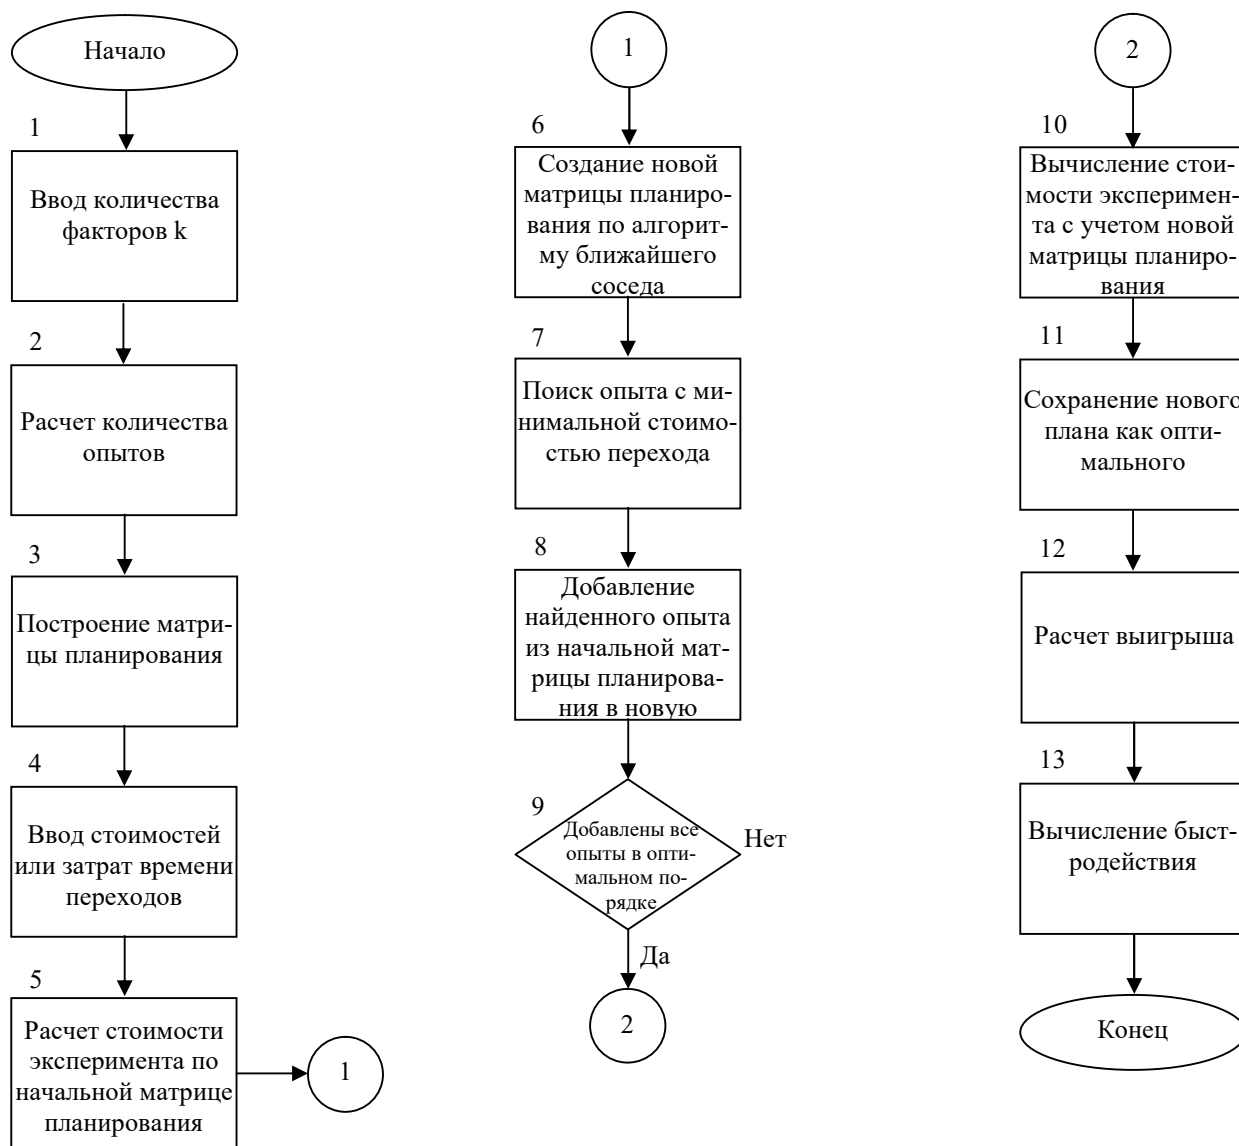 Начало
1
Ввод количества
факторов k
2
Расчет количества
опытов
3
Построение матри-
цы планирования
4
Ввод стоимостей
или затрат времени
переходов
5
Расчет стоимости
эксперимента по
начальной матрице
планирования
1
1
6
Создание новой
матрицы планиро-
вания по алгорит-
му ближайшего
соседа
7
Поиск опыта с ми-
нимальной стоимо-
стью перехода
8
Добавление
найденного опыта
из начальной мат-
рицы планирова-
ния в новую
9
Добавлены все
опыты в опти-
мальном по-
рядке
Нет
Да
2
2
10
Вычисление стои-
мости эксперимен-
та с учетом новой
матрицы планиро-
вания
11
Сохранение нового
плана как опти-
мального
12
Расчет выигрыша
13
Вычисление быст-
родействия
Конец